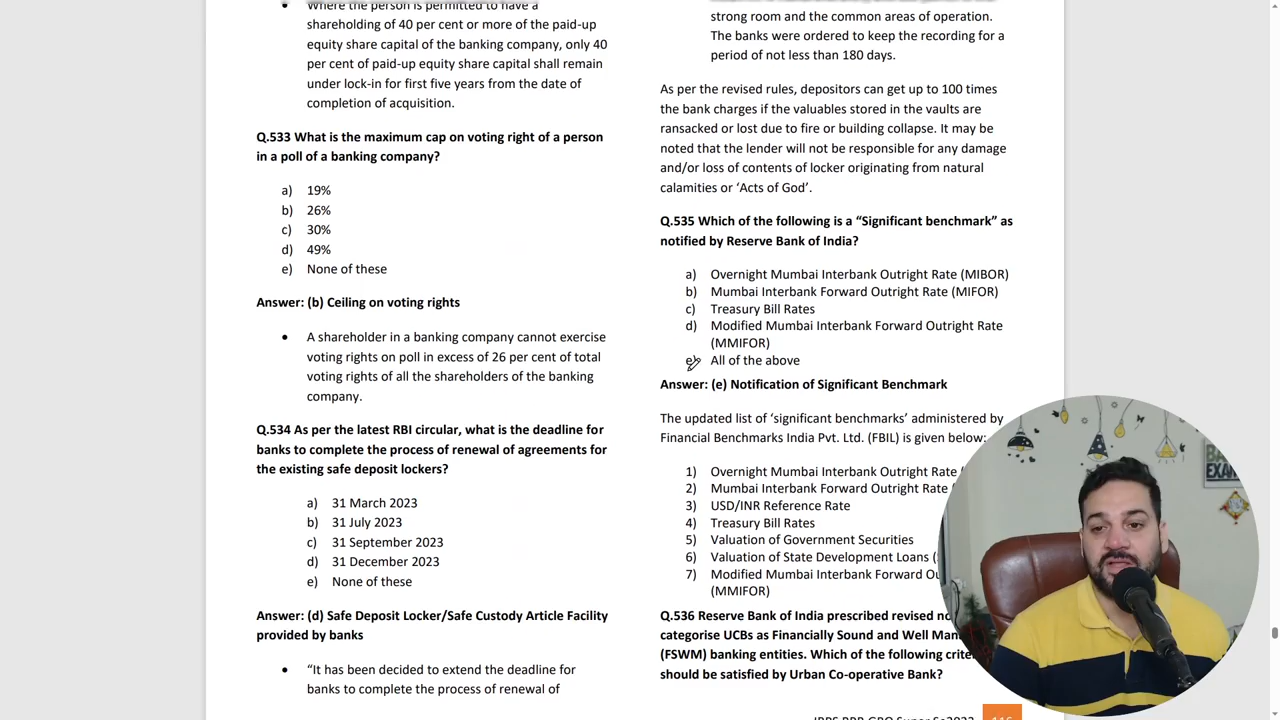 Where the person is permitted to have a
shareholding of 40 per cent or more of the paid-up
equity share capital of the banking company, only 40
per cent of paid-up equity share capital shall remain
under lock-in for first five years from the date of
completion of acquisition.
Q.533 What is the maximum cap on voting right of a person
in a poll of a banking company?
a) 19%
b) 26%
c) 30%
d) 49%
e) None of these
Answer: (b) Ceiling on voting rights
• A shareholder in a banking company cannot exercise
voting rights on poll in excess of 26 per cent of total
voting rights of all the shareholders of the banking
company.
Q.534 As per the latest RBI circular, what is the deadline for
banks to complete the process of renewal of agreements for
the existing safe deposit lockers?
a) 31 March 2023
b) 31 July 2023
c) 31 September 2023
d) 31 December 2023
e) None of these
Answer: (d) Safe Deposit Locker/Safe Custody Article Facility
provided by banks
• "It has been decided to extend the deadline for
banks to complete the process of renewal of
strong room and the common areas of operation.
The banks were ordered to keep the recording for a
period of not less than 180 days.
As per the revised rules, depositors can get up to 100 times
the bank charges if the valuables stored in the vaults are
ransacked or lost due to fire or building collapse. It may be
noted that the lender will not be responsible for any damage
and/or loss of contents of locker originating from natural
calamities or 'Acts of God'.
Q.535 Which of the following is a "Significant benchmark" as
notified by Reserve Bank of India?
a) Overnight Mumbai Interbank Outright Rate (MIBOR)
b) Mumbai Interbank Forward Outright Rate (MIFOR)
c) Treasury Bill Rates
d) Modified Mumbai Interbank Forward Outright Rate
(MMIFOR)
e) All of the above
Answer: (e) Notification of Significant Benchmark
The updated list of 'significant benchmarks' administered by
Financial Benchmarks India Pvt. Ltd. (FBIL) is given below:
1) Overnight Mumbai Interbank Outright Rate
2) Mumbai Interbank Forward Outright Rate
3) USD/INR Reference Rate
4) Treasury Bill Rates
5) Valuation of Government Securities
6) Valuation of State Development Loans
7) Modified Mumbai Interbank Forward
(MMIFOR)
Q.536 Reserve Bank of India prescribed revised
categorise UCBs as Financially Sound and Well
(FSWM) banking entities. Which of the following
should be satisfied by Urban Co-operative Bank?